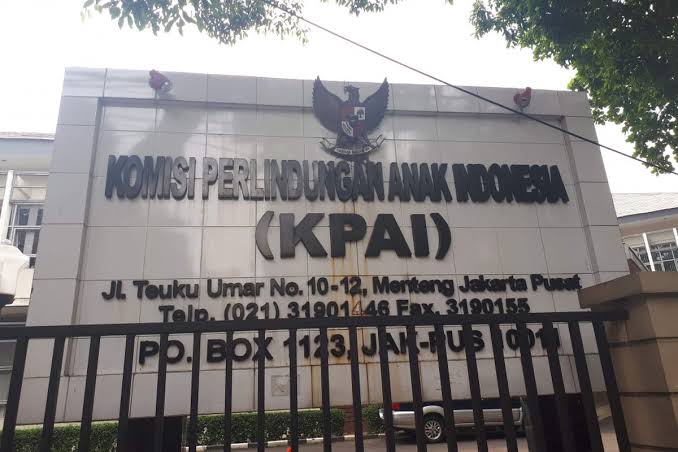 KOMISI PERLINDUNGAN ANAK INDONESIA
(KPAI)
Jl. Teuku Umar No. 10-12, Menteng Jakarta Pusat
Telp. (021) 31901446 Fax. 3190155
PO. BOX 1123, JAK-PUS